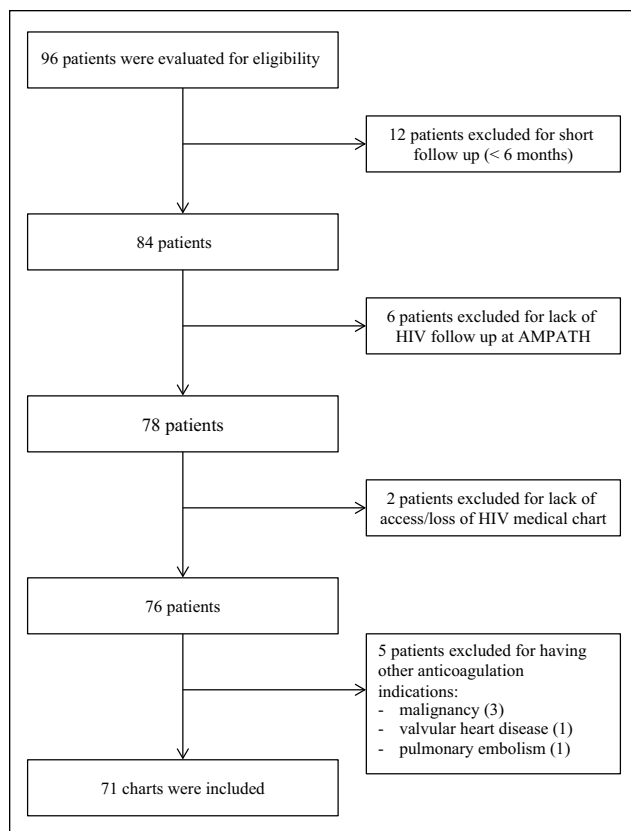 96 patients were evaluated for eligibility
12 patients excluded for short
follow up (< 6 months)
84 patients
6 patients excluded for lack of
HIV follow up at AMPATH
78 patients
2 patients excluded for lack of
access/loss of HIV medical chart
76 patients
5 patients excluded for having
other anticoagulation
indications:
- malignancy (3)
- valvular heart disease (1)
- pulmonary embolism (1)
71 charts were included